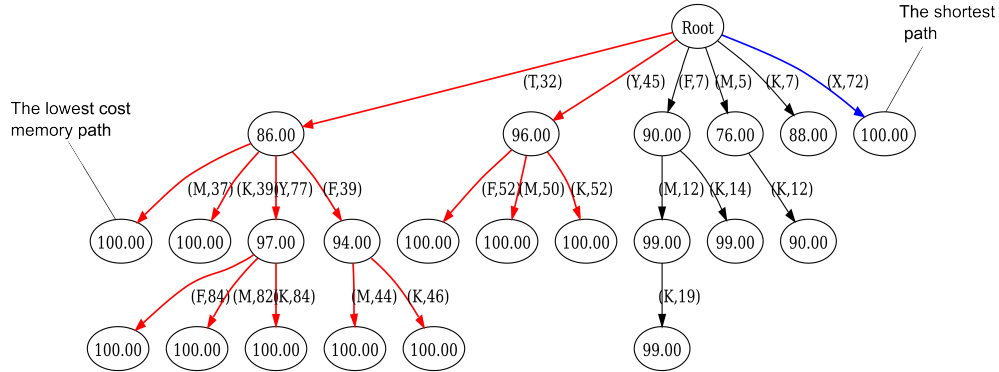 The shortest
path
Root
(T,32)
(Y,45)
(F,7)
(M,5)
(K,7)
(X,72)
The lowest cost
memory path
86.00
96.00
90.00
76.00
88.00
100.00
(M,37)
(K,39)
(Y,77)
(F,39)
(F,52)
(M,50)
(K,52)
(M,12)
(K,14)
(K,12)
100.00
100.00
97.00
94.00
100.00
100.00
100.00
99.00
99.00
90.00
(F,84)
(M,82)
(K,84)
(M,44)
(K,46)
(K,19)
100.00
100.00
100.00
100.00
100.00
99.00